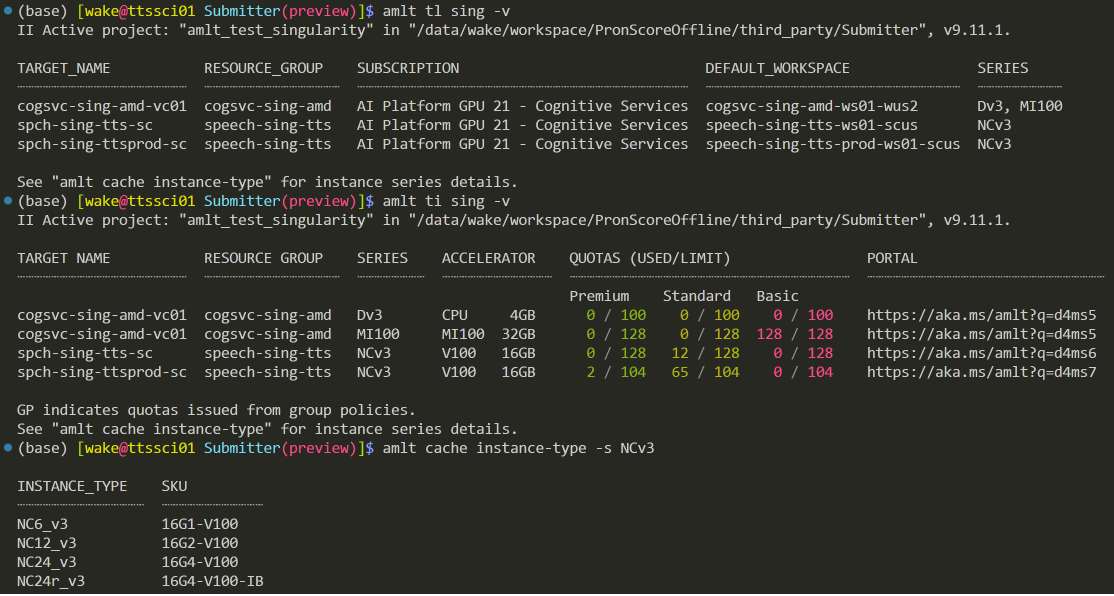 (base) [wake@ttssci01 Submitter(preview)]$ amlt tl sing -v
II Active project: "amlt_test_singularity" in "/data/wake/workspace/PronScoreOffline/third_party/Submitter", v9.11.1.
TARGET_NAME RESOURCE_GROUP SUBSCRIPTION DEFAULT_WORKSPACE SERIES
cogsvc-sing-amd-vc01 cogsvc-sing-amd AI Platform GPU 21 - Cognitive Services cogsvc-sing-amd-ws01-wus2 Dv3, MI100
spch-sing-tts-sc speech-sing-tts AI Platform GPU 21 - Cognitive Services speech-sing-tts-ws01-scus NCv3
spch-sing-ttsprod-sc speech-sing-tts AI Platform GPU 21 - Cognitive Services speech-sing-tts-prod-ws01-scus NCv3
See "amlt cache instance-type" for instance series details.
(base) [wake@ttssci01 Submitter(preview)]$ amlt ti sing -v
II Active project: "amlt_test_singularity" in "/data/wake/workspace/PronScoreOffline/third_party/Submitter", v9.11.1.
TARGET NAME RESOURCE GROUP SERIES ACCELERATOR QUOTAS (USED/LIMIT) PORTAL
Premium Standard Basic
cogsvc-sing-amd-vc01 cogsvc-sing-amd Dv3 CPU 4GB 0 / 100 0 / 100 0 / 100 https://aka.ms/amlt?q=d4ms5
cogsvc-sing-amd-vc01 cogsvc-sing-amd MI100 MI100 32GB 0 / 128 0 / 128 128 / 128 https://aka.ms/amlt?q=d4ms5
spch-sing-tts-sc speech-sing-tts NCv3 V100 16GB 0 / 128 12 / 128 0 / 128 https://aka.ms/amlt?q=d4ms6
spch-sing-ttsprod-sc speech-sing-tts NCv3 V100 16GB 2 / 104 65 / 104 0 / 104 https://aka.ms/amlt?q=d4ms7
GP indicates quotas issued from group policies.
See "amlt cache instance-type" for instance series details.
(base) [wake@ttssci01 Submitter(preview)]$ amlt cache instance-type -s NCv3
INSTANCE_TYPE SKU
NC6_v3 16G1-V100
NC12_v3 16G2-V100
NC24_v3 16G4-V100
NC24r_v3 16G4-V100-IB